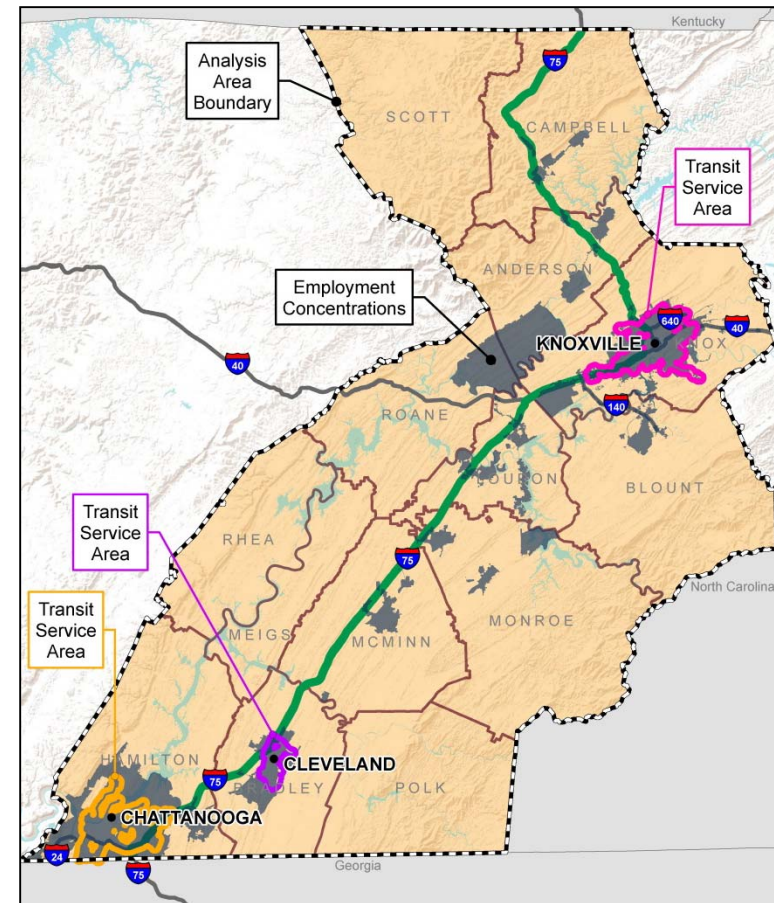 Kentucky
75
Analysis
Area
Boundary
SCOTT
CAMPBELL
Transit
Service
Area
ANDERSON
Employment
Concentrations
640
40
KNOXVILLE
KNOX
40
140
ROANE
LOUDON
BLOUNT
Transit
Service
Area
RHEA
75
North Carolina
Transit
Service
Area
MEIGS
MCMINN
MONROE
HAMILTON
CLEVELAND
75
BRADLEY
POLK
CHATTANOOGA
24
75
Georgia